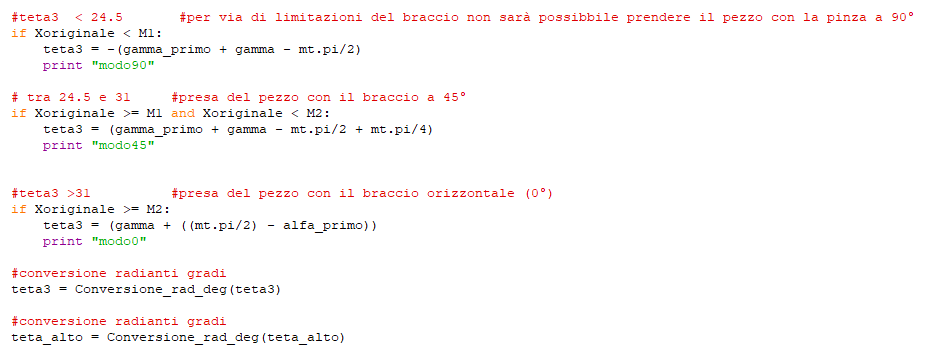 #teta3  < 24.5       #per via di limitazioni del braccio non sarà possibbile prendere il pezzo con la pinza a 90°
if Xoriginale < M1:
    teta3 = -(gamma_primo + gamma - mt.pi/2)
    print "modo90"
# tra 24.5 e 31     #presa del pezzo con il braccio a 45°
if Xoriginale >= M1 and Xoriginale < M2:
    teta3 = (gamma_primo + gamma - mt.pi/2 + mt.pi/4)
    print "modo45"
#teta3 >31          #presa del pezzo con il braccio orizzontale (0°)
if Xoriginale >= M2:
    teta3 = (gamma + ((mt.pi/2) - alfa_primo))
    print "modo0"
#conversione radianti gradi
teta3 = Conversione_rad_deg(teta3)
#conversione radianti gradi
teta_alto = Conversione_rad_deg(teta_alto)